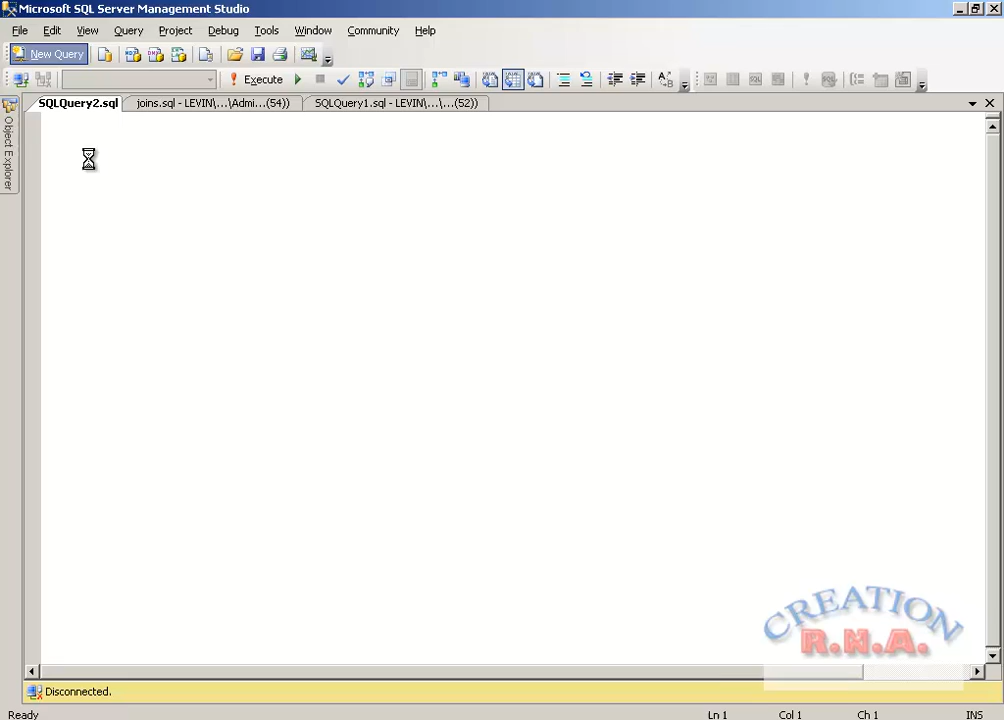 Microsoft SQL Server Management Studio
File Edit View Query Project Debug Tools Window Community Help
New Query
Execute
SQLQuery2.sql joins.sql - LEVIN\...\Admi...(54)) SQLQuery1.sql - LEVIN\...\...(52))
Object Explorer
CREATION
R.N.A.
Disconnected.
Ready Ln 1 Col 1 Ch 1 INS